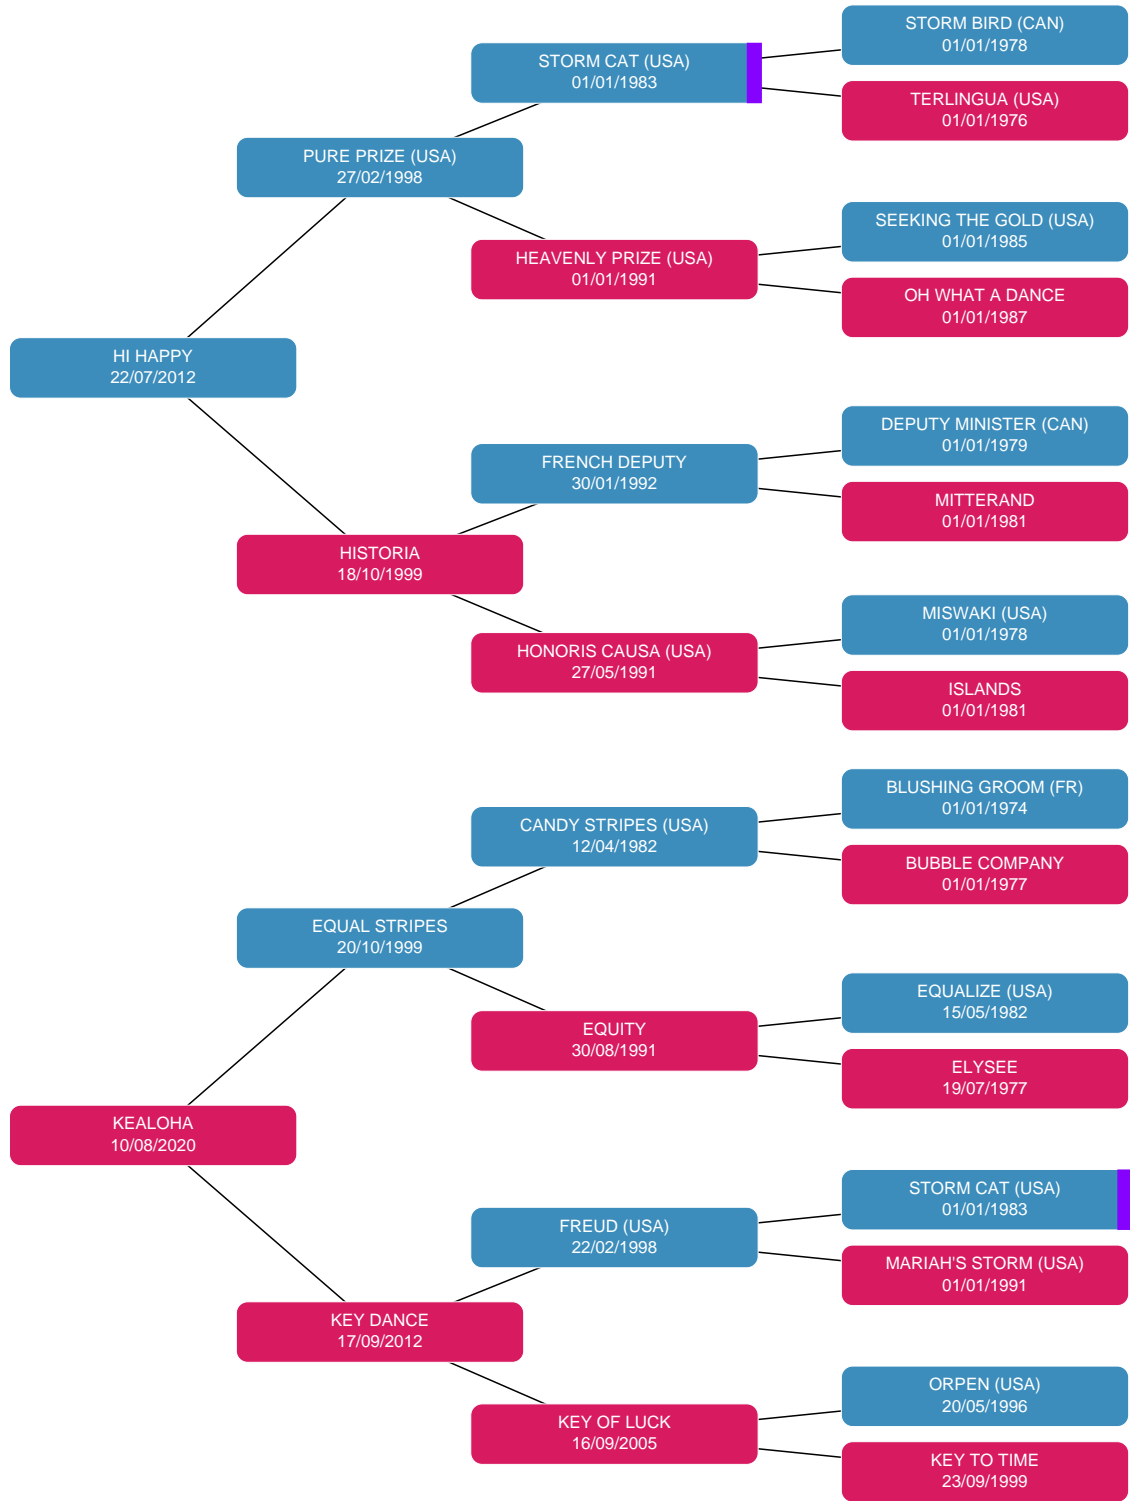 STORM BIRD (CAN)
01/01/1978
STORM CAT (USA)
01/01/1983
TERLINGUA (USA)
01/01/1976
PURE PRIZE (USA)
27/02/1998
SEEKING THE GOLD (USA)
01/01/1985
HEAVENLY PRIZE (USA)
01/01/1991
OH WHAT A DANCE
01/01/1987
HI HAPPY
22/07/2012
DEPUTY MINISTER (CAN)
01/01/1979
FRENCH DEPUTY
30/01/1992
MITTERAND
01/01/1981
HISTORIA
18/10/1999
MISWAKI (USA)
01/01/1978
HONORIS CAUSA (USA)
27/05/1991
ISLANDS
01/01/1981
BLUSHING GROOM (FR)
01/01/1974
CANDY STRIPES (USA)
12/04/1982
BUBBLE COMPANY
01/01/1977
EQUAL STRIPES
20/10/1999
EQUALIZE (USA)
15/05/1982
EQUITY
30/08/1991
ELYSEE
19/07/1977
KEALOHA
10/08/2020
STORM CAT (USA)
01/01/1983
FREUD (USA)
22/02/1998
MARIAH'S STORM (USA)
01/01/1991
KEY DANCE
17/09/2012
ORPEN (USA)
20/05/1996
KEY OF LUCK
16/09/2005
KEY TO TIME
23/09/1999